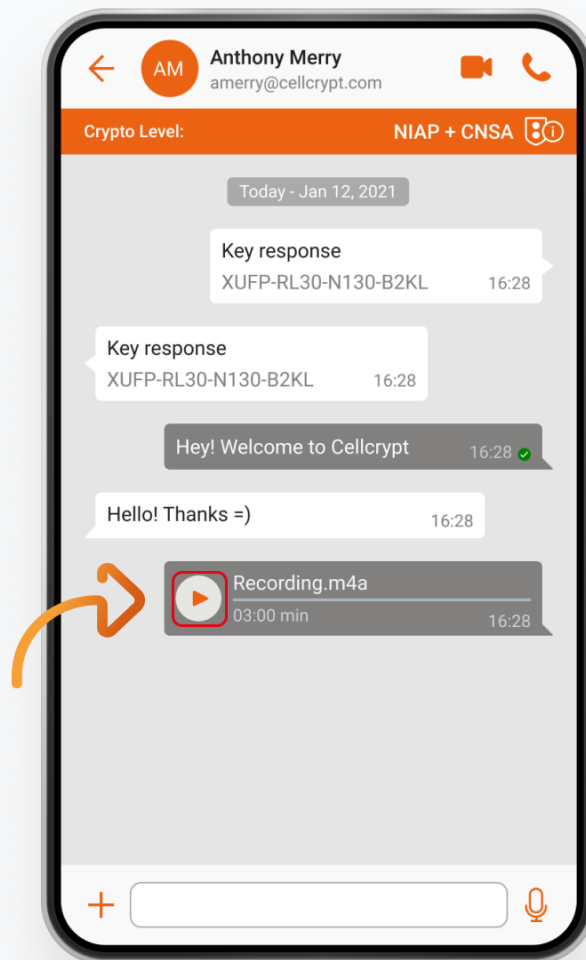 AM
Anthony Merry
amerry@cellcrypt.com
Crypto Level:
NIAP + CNSA
Today - Jan 12, 2021
Key response
XUFP-RL30-N130-B2KL 16:28
Key response
XUFP-RL30-N130-B2KL 16:28
Hey! Welcome to Cellcrypt 16:28
Hello! Thanks =) 16:28
Recording.m4a
03:00 min 16:28